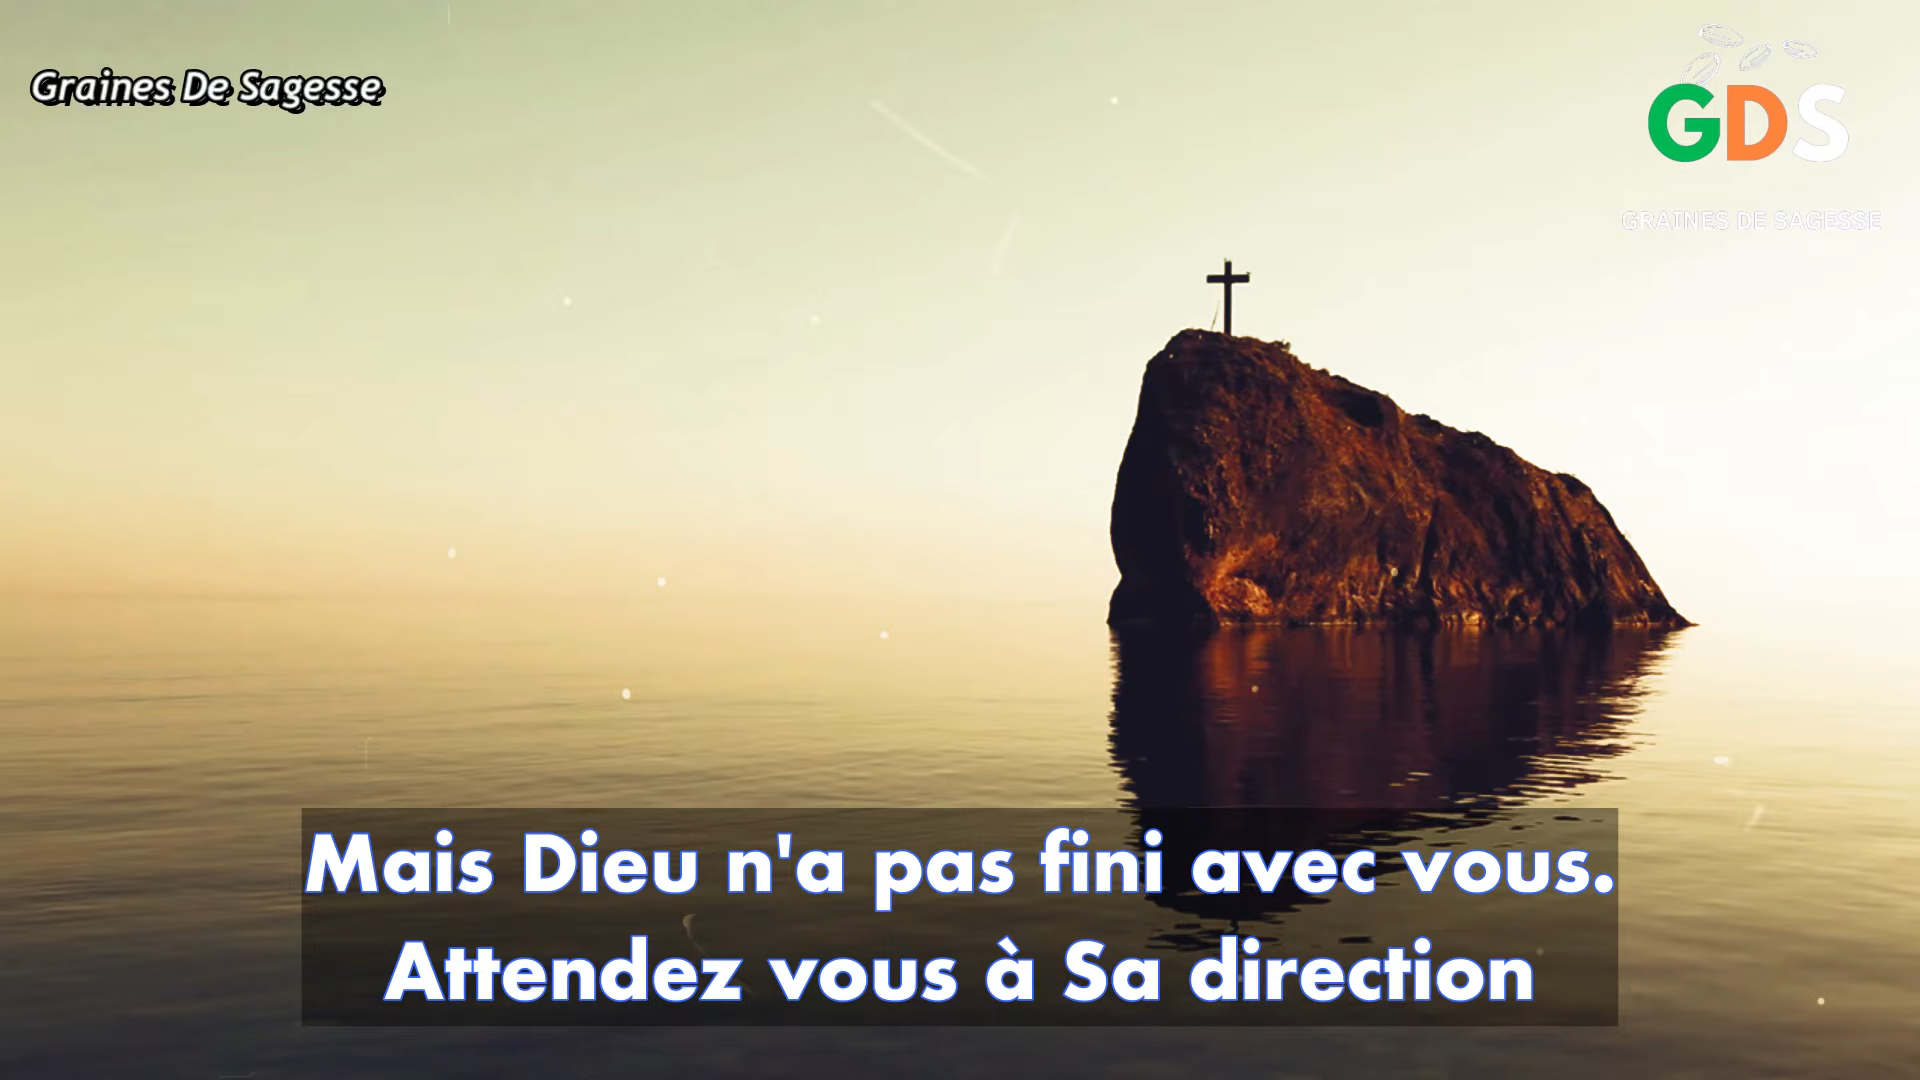 Graines De Sagesse
GDS
GRAINES DE SAGESSE
Mais Dieu n'a pas fini avec vous.
Attendez vous à Sa direction